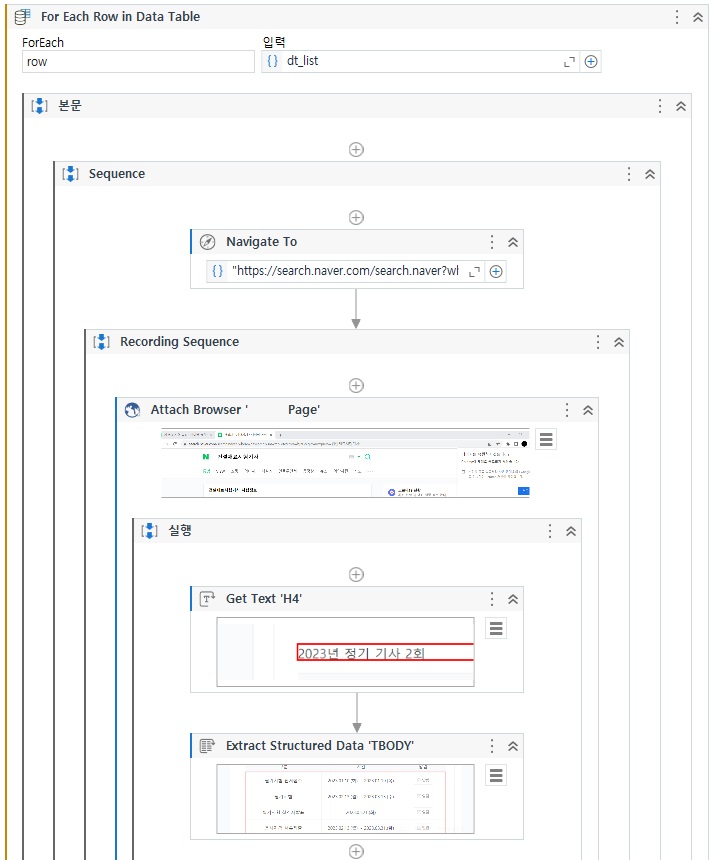 For Each Row in Data Table
ForEach
입력
row
dt_list
본문
Sequence
Navigate To
"https://search.naver.com/search.naver?wh
Recording Sequence
Attach Browser ' Page'
실행
Get Text 'H4'
2023년 정기 기사 2회
Extract Structured Data 'TBODY'